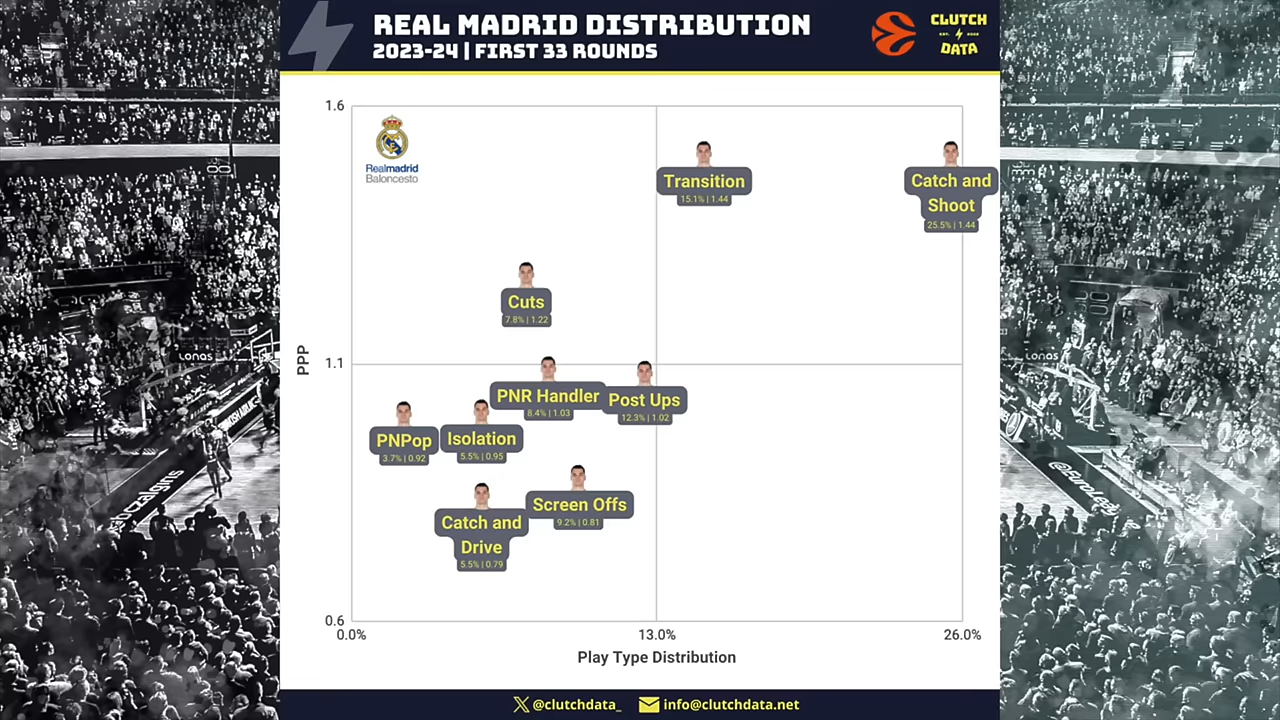 REAL MADRID DISTRIBUTION
2023-24 | FIRST 33 ROUNDS
CLUTCH
DATA
1.6
Realmadrid
Baloncesto
Transition
15.1% | 1.44
Catch and
Shoot
25.5% | 1.44
Cuts
7.8% | 1.22
PPP
1.1
PNR Handler
8.4% | 1.03
Post Ups
12.3% | 1.02
PNPop
3.7% | 0.92
Isolation
5.5% | 0.95
Screen Offs
9.2% | 0.81
Catch and
Drive
5.5% | 0.79
0.6
0.0%
13.0%
26.0%
Play Type Distribution
@clutchdata_
info@clutchdata.net
Lonas
Lonas